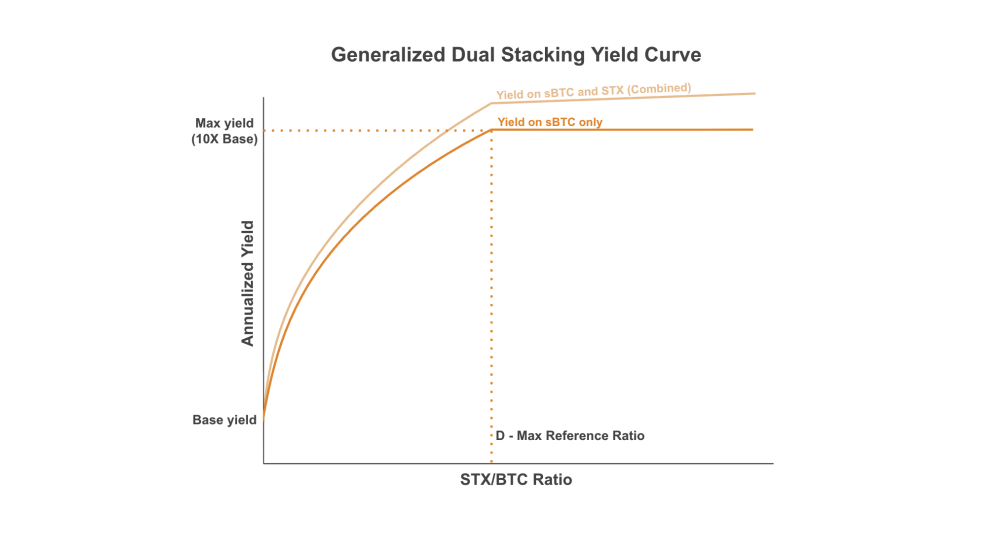 Generalized Dual Stacking Yield Curve
Yield on sBTC and STX (Combined)
Max yield
(10X Base)
Yield on sBTC only
Annualized Yield
Base yield
D - Max Reference Ratio
STX/BTC Ratio